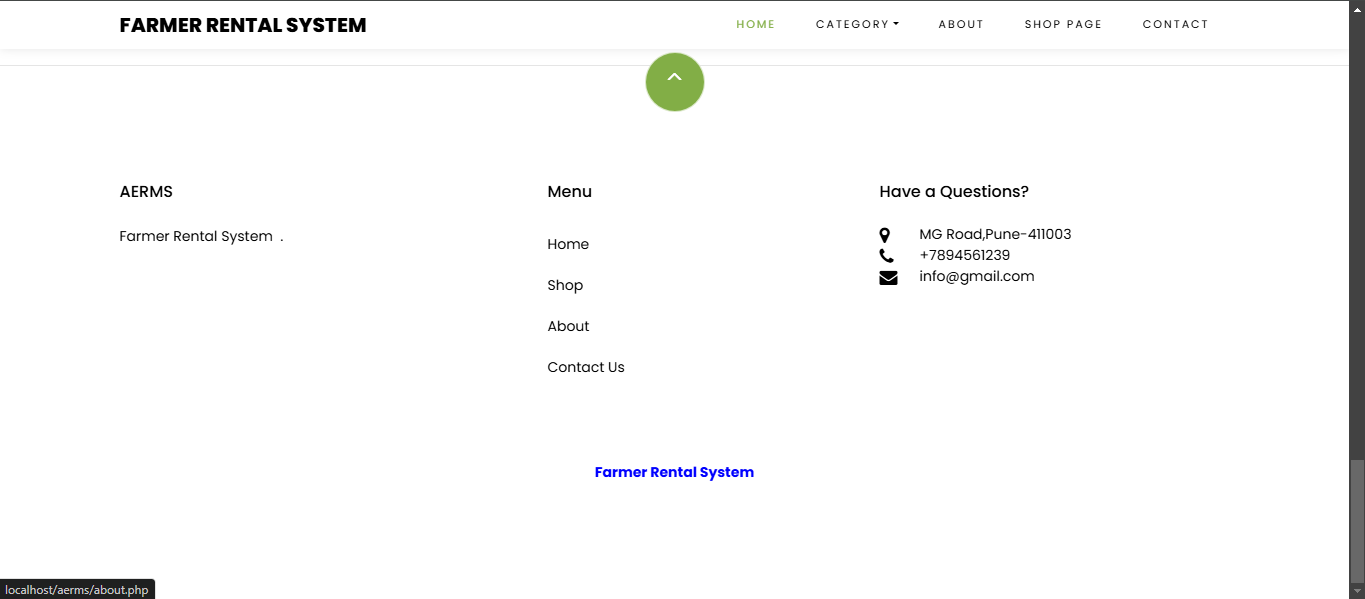 FARMER RENTAL SYSTEM
HOME CATEGORY ABOUT SHOP PAGE CONTACT
AERMS
Farmer Rental System .
Menu
Home
Shop
About
Contact Us
Have a Questions?
MG Road,Pune-411003
+7894561239
info@gmail.com
Farmer Rental System
localhost/aerms/about.php